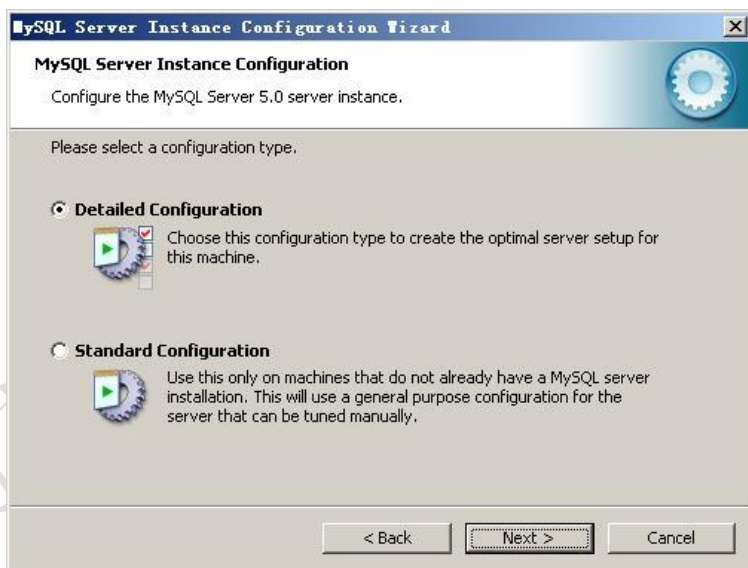 MySQL Server Instance Configuration Wizard
MySQL Server Instance Configuration
Configure the MySQL Server 5.0 server instance.
Please select a configuration type.
Detailed Configuration
Choose this configuration type to create the optimal server setup for
this machine.
Standard Configuration
Use this only on machines that do not already have a MySQL server
installation. This will use a general purpose configuration for the
server that can be tuned manually.
< Back
Next >
Cancel